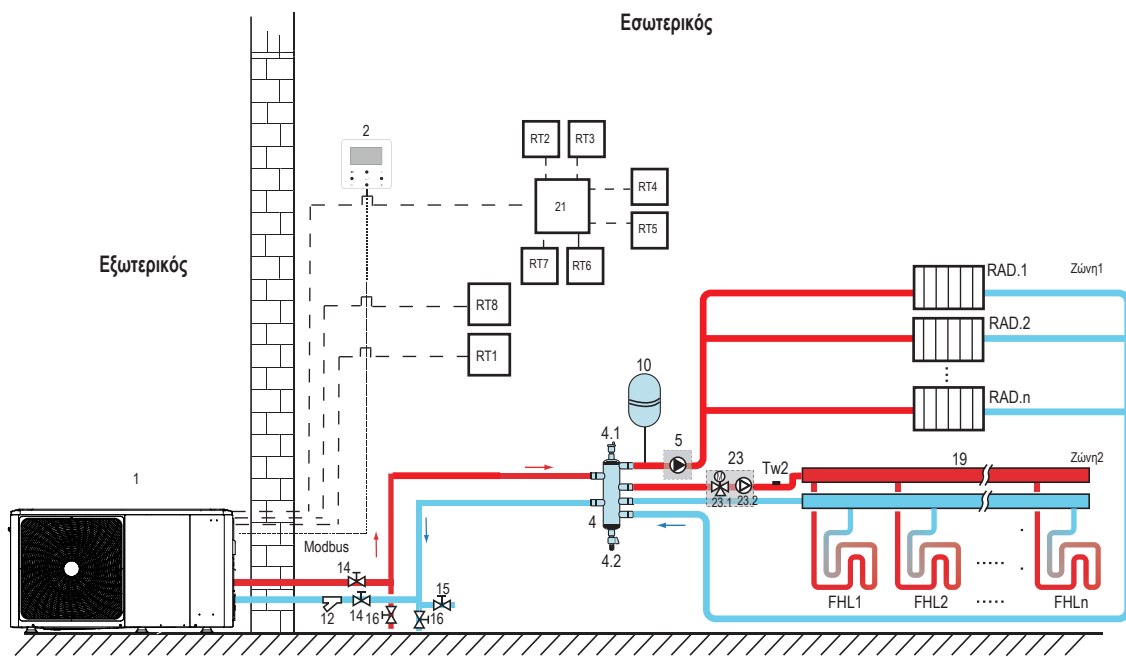 Εσωτερικός
Εξωτερικός
2
RT2
RT3
RT4
21
RT5
RT7
RT6
RT8
RT1
RAD.1
Ζώνη1
RAD.2
RAD.n
10
4.1
5
23
Tw2
19
Ζώνη2
M
23.1
23.2
4
4.2
1
Modbus
14
12
14
16
15
16
FHL1
FHL2
FHLn